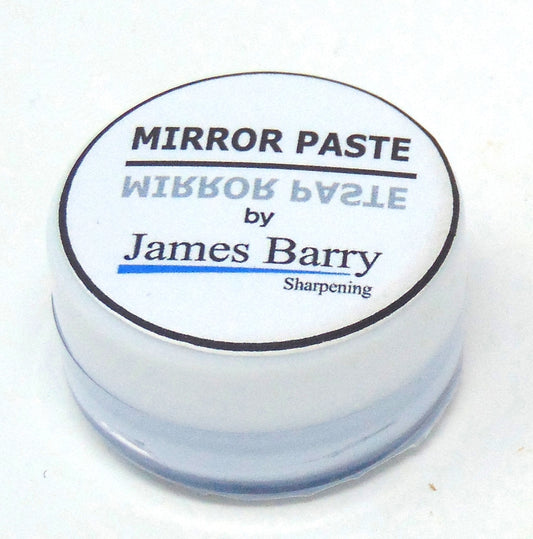 MIRROR PASTE
MIRROR PASTE
by
James Barry
Sharpening